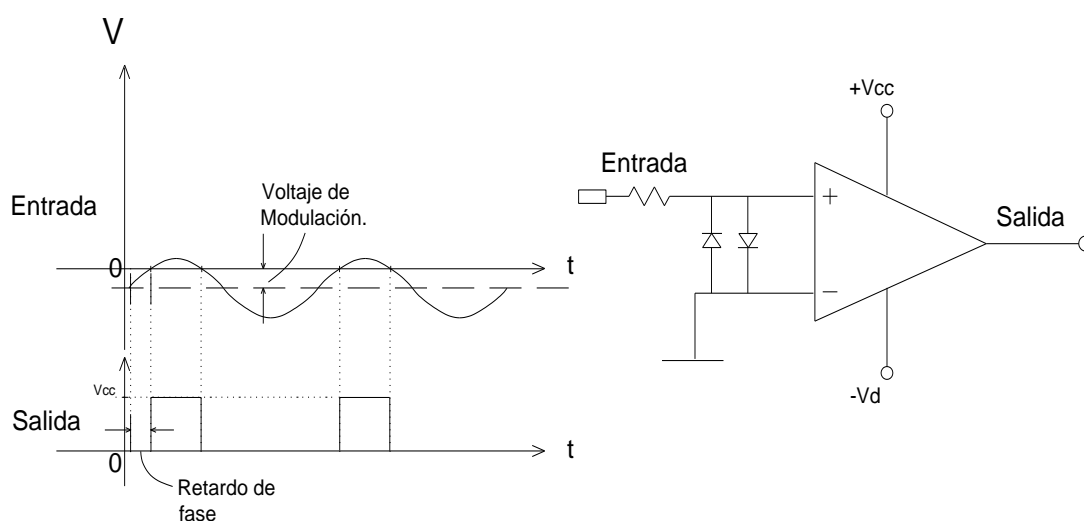 V
Entrada
Voltaje de
Modulación.
0
t
Vcc
Salida
0
t
Retardo de
fase
+Vcc
Entrada
+
Salida
−
-Vd